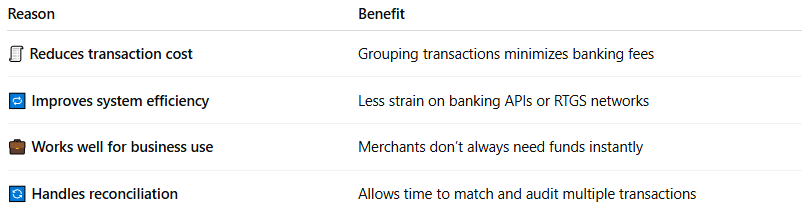 Reason Benefit
Reduces transaction cost Grouping transactions minimizes banking fees
Improves system efficiency Less strain on banking APIs or RTGS networks
Works well for business use Merchants don’t always need funds instantly
Handles reconciliation Allows time to match and audit multiple transactions